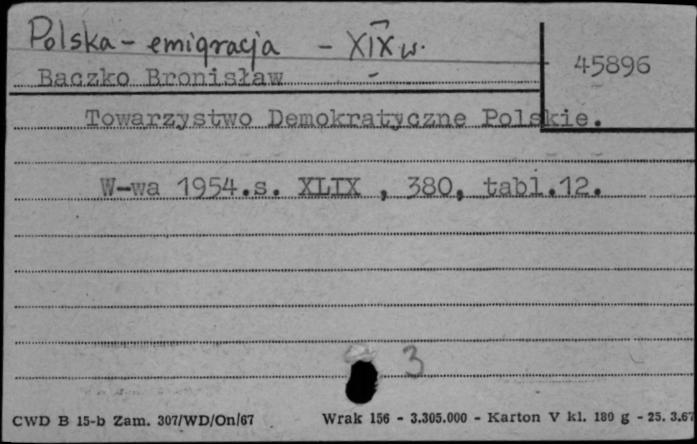 Polska - emigracja - XIX w.
45896
Baczko Bronisław
Towarzystwo Demokratyczne Polskie.
W-wa 1954.s. XLIX , 380, tabl.12.
3
CWD B 15-b Zam. 307/WD/On/67 Wrak 156 - 3.305.000 - Karton V kl. 180 g - 25. 3.67